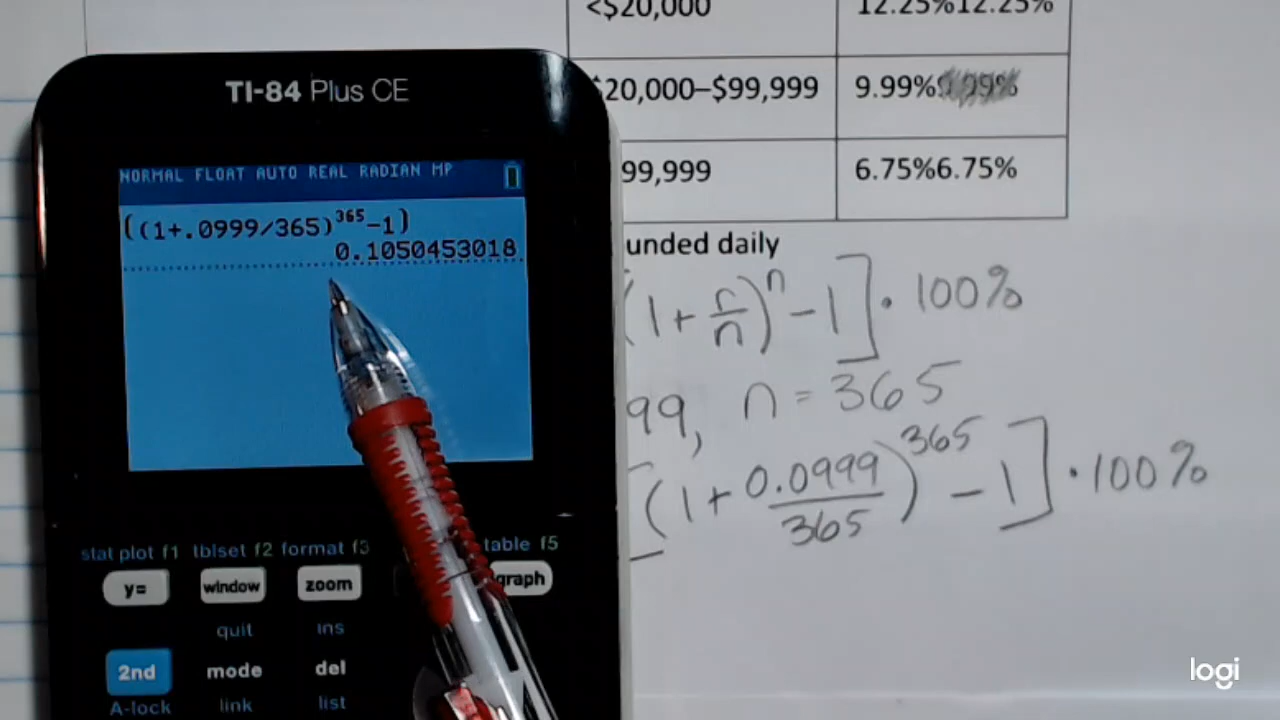 <$20,000 12.25%12.25%
$20,000–$99,999 9.99%
99,999 6.75%6.75%
unded daily
(1 + r/n)^n - 1] · 100%
99, n = 365
[(1 + 0.0999/365)^365 - 1] · 100%
TI-84 Plus CE
NORMAL FLOAT AUTO REAL RADIAN MP
((1+.0999/365)^365-1)
0.1050453018
stat plot f1 tblset f2 format f3 table f5
y= window zoom graph
quit ins
2nd mode del
A-lock link list
logi